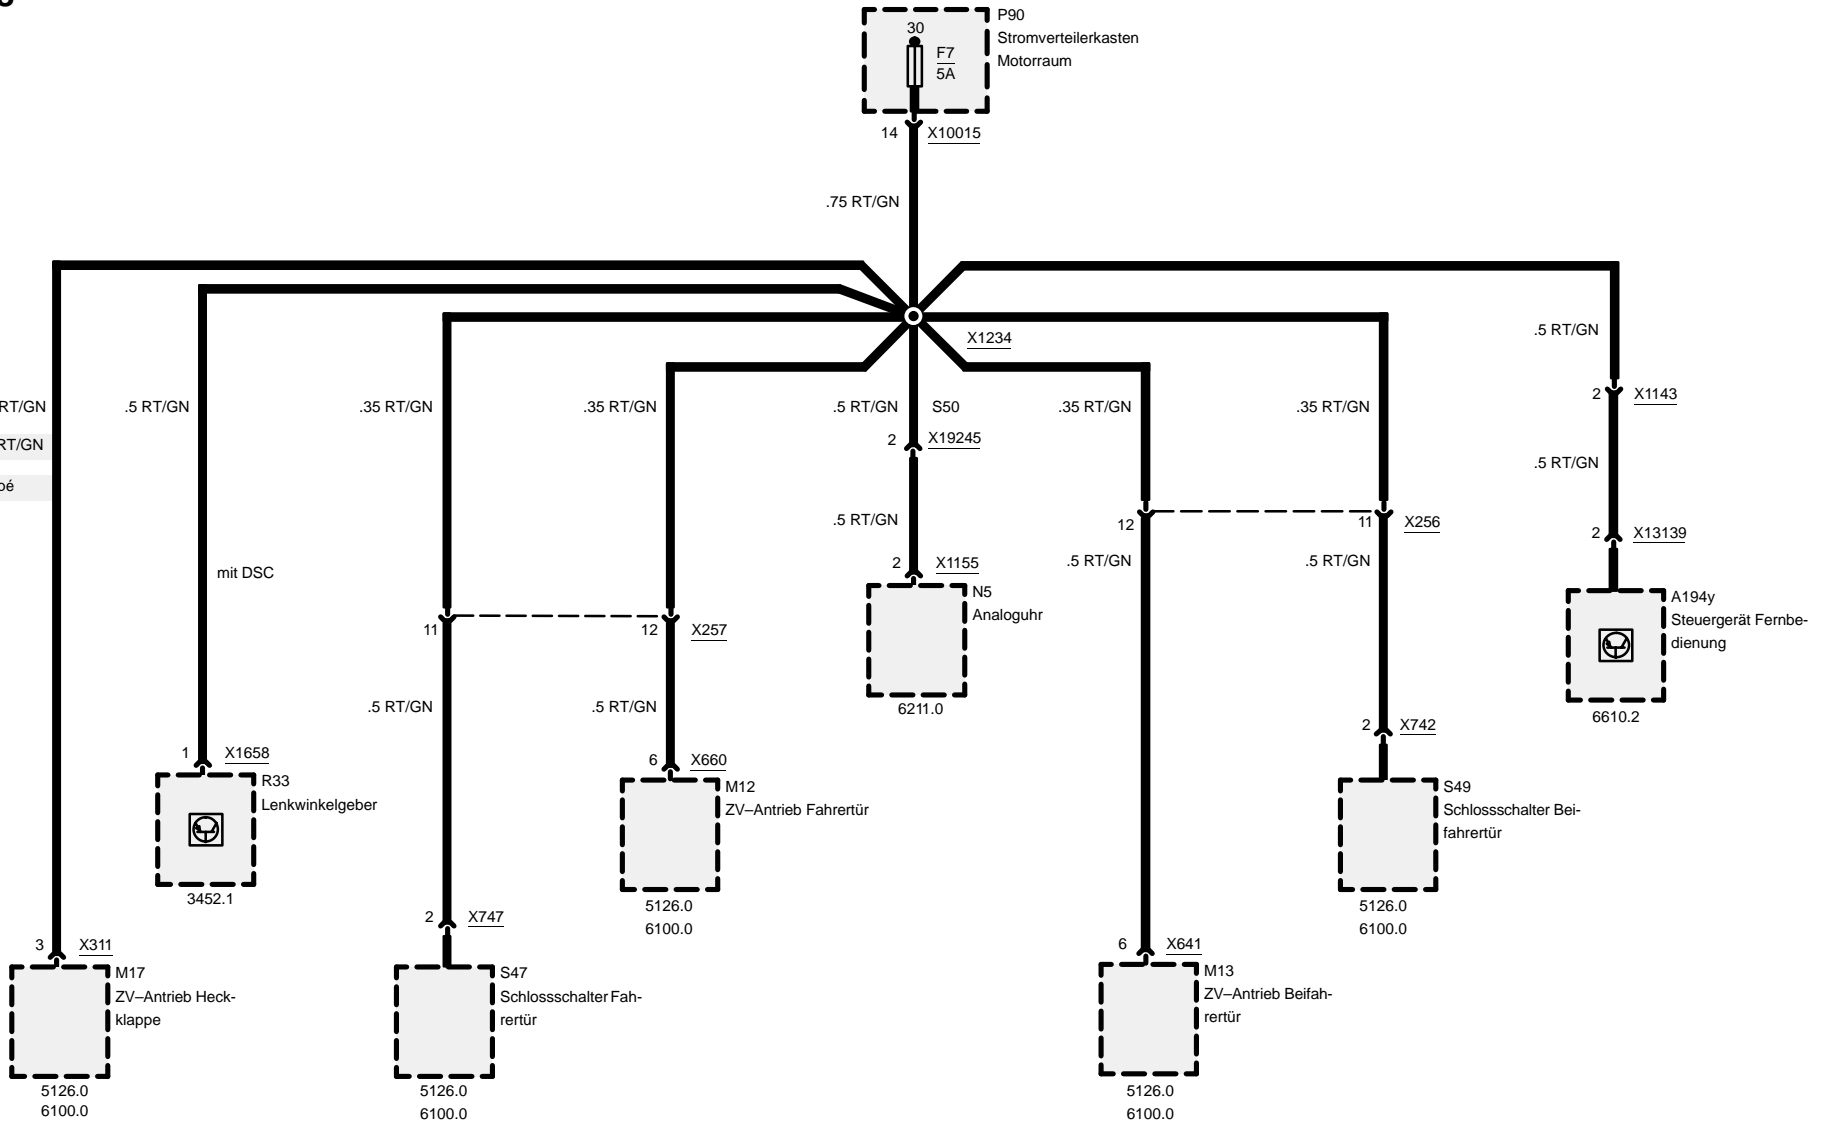 P90
30
Stromverteilerkasten
F7
Motorraum
5A
14 X10015
.75 RT/GN
X1234
.5 RT/GN
RT/GN
.5 RT/GN
.35 RT/GN
.35 RT/GN
.5 RT/GN S50
.35 RT/GN
.35 RT/GN
2 X1143
RT/GN
2 X19245
.5 RT/GN
.5 RT/GN
12
11 X256
2 X13139
.5 RT/GN
.5 RT/GN
2 X1155
mit DSC
N5
Analoguhr
A194y
Steuergerät Fernbe-
dienung
11
12 X257
.5 RT/GN
.5 RT/GN
6211.0
6610.2
2 X742
1 X1658
6 X660
R33
Lenkwinkelgeber
M12
ZV–Antrieb Fahrertür
S49
Schlossschalter Bei-
fahrertür
3452.1
5126.0
6100.0
5126.0
6100.0
2 X747
3 X311
6 X641
M17
ZV–Antrieb Heck-
klappe
S47
Schlossschalter Fah-
rertür
M13
ZV–Antrieb Beifah-
rertür
5126.0
6100.0
5126.0
6100.0
5126.0
6100.0